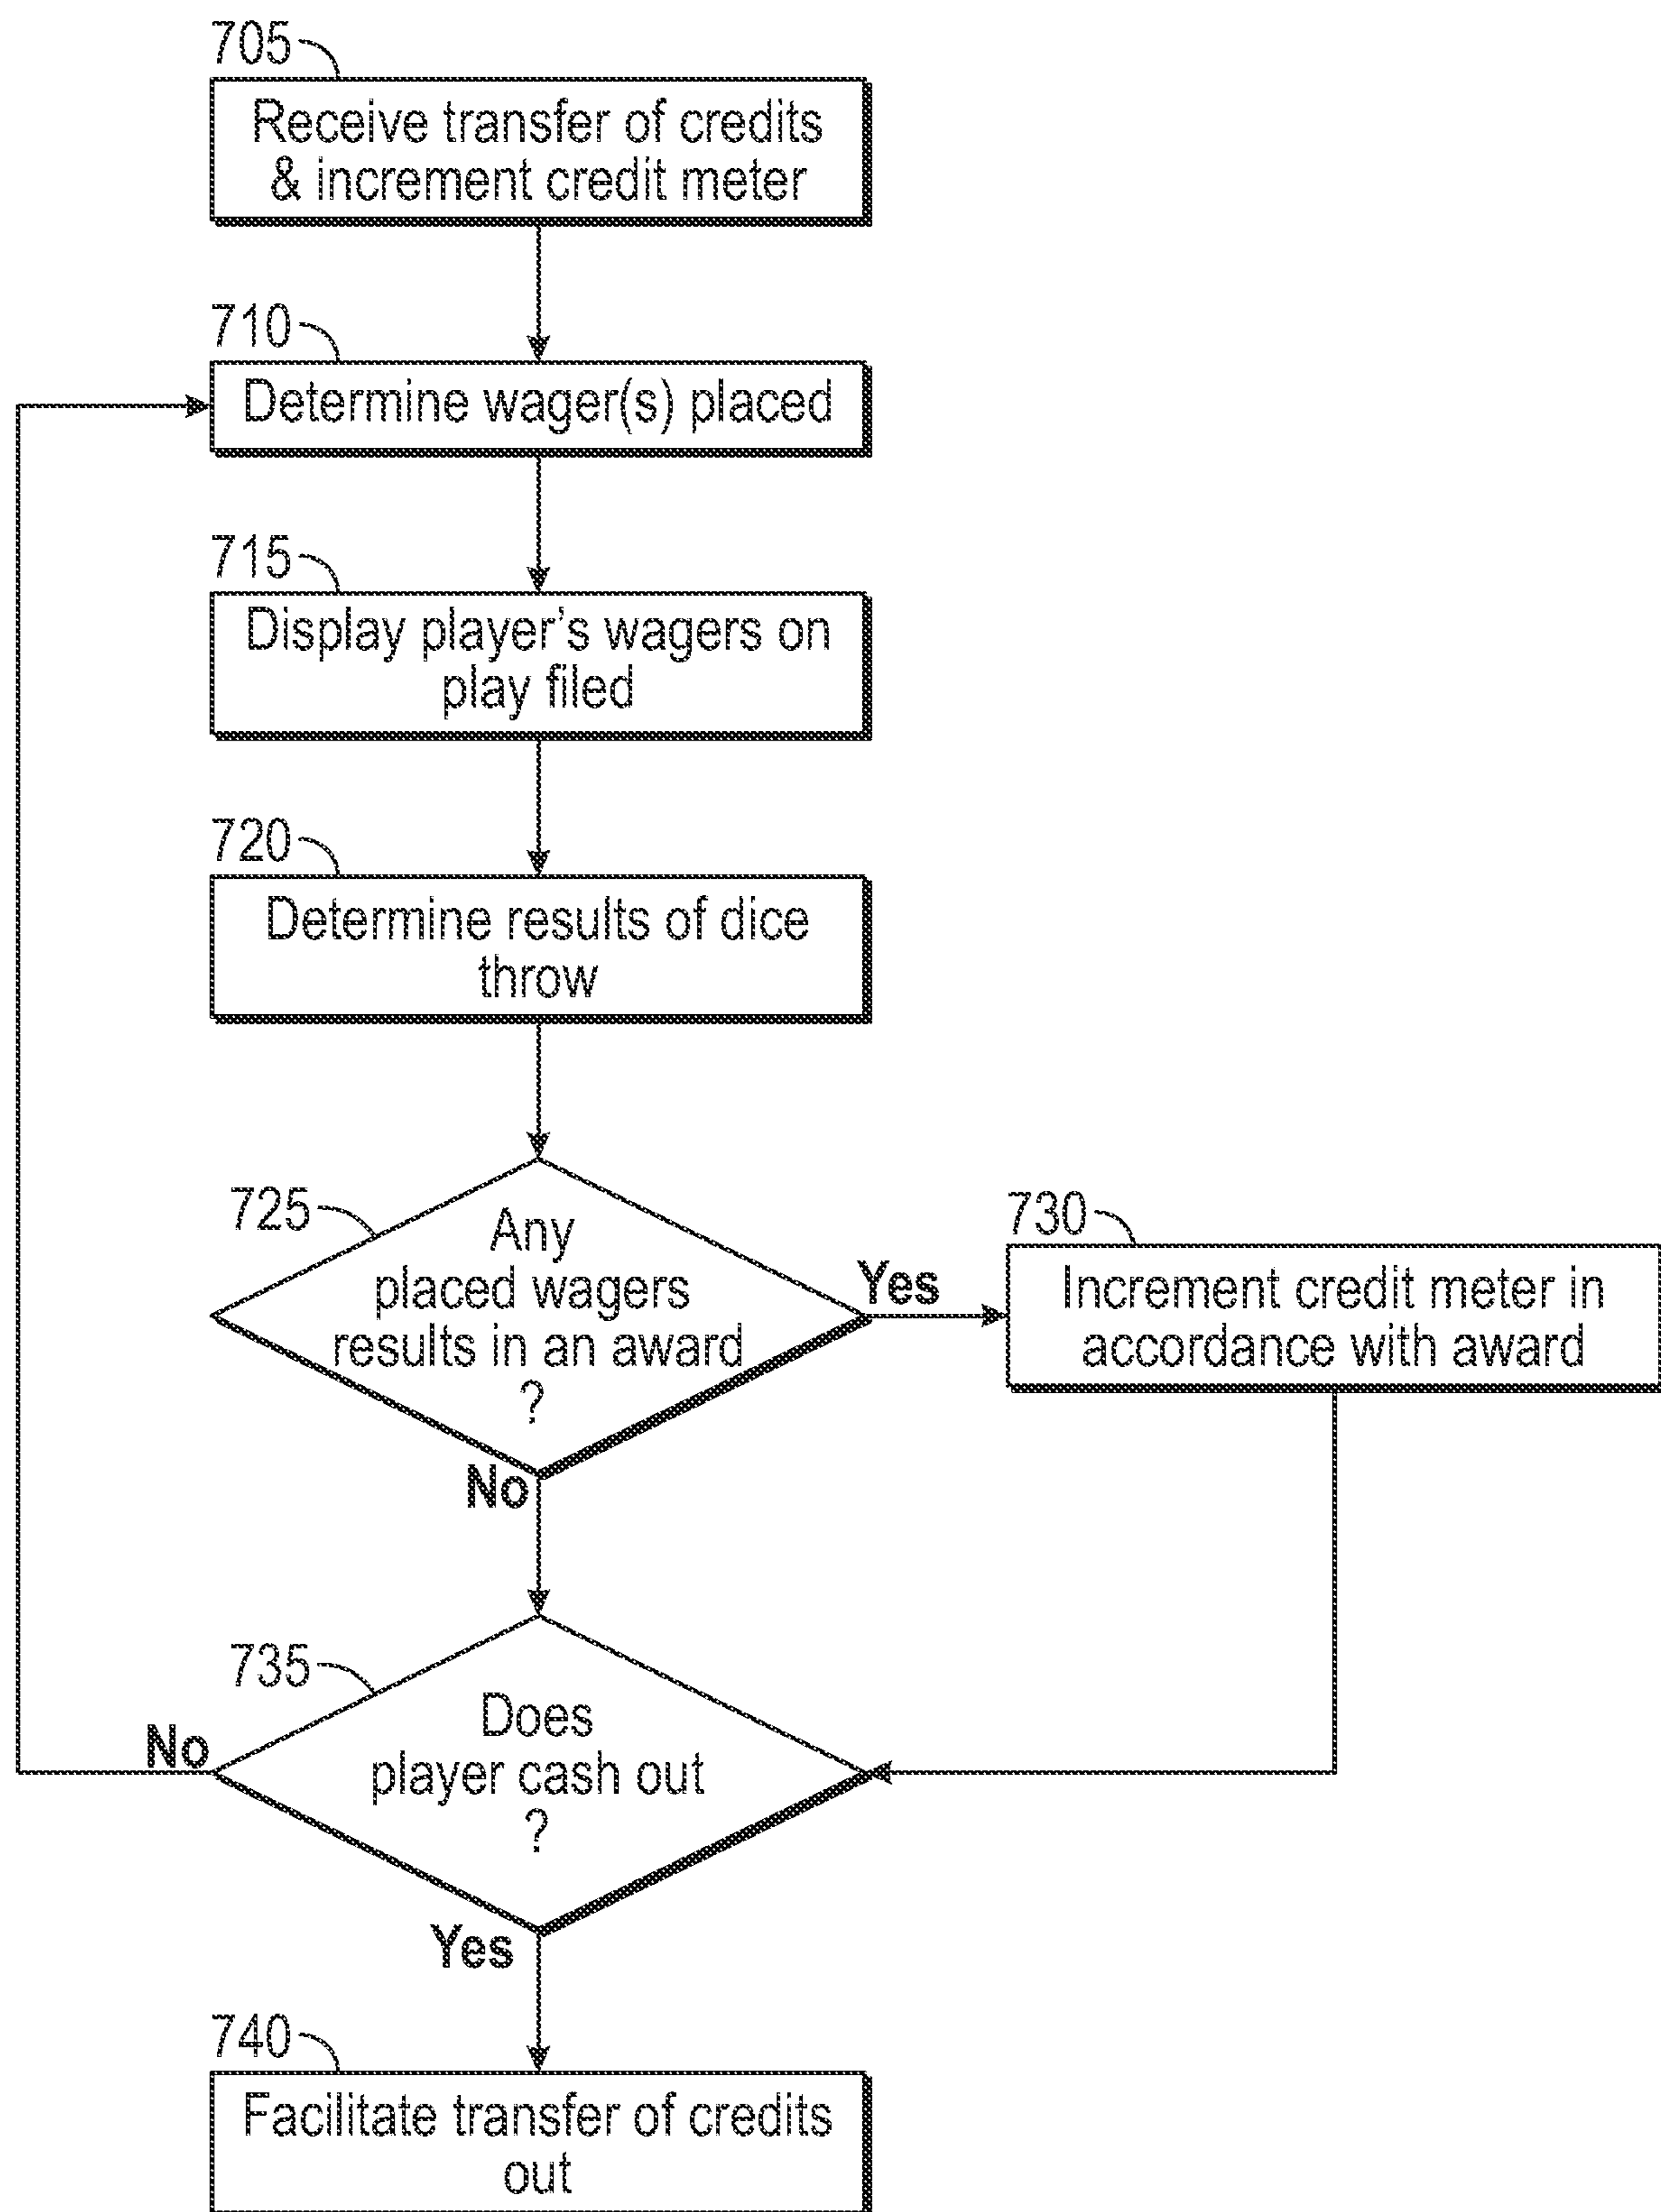 705
Receive transfer of credits
& increment credit meter
710
Determine wager(s) placed
715
Display player's wagers on
play filed
720
Determine results of dice
throw
725
Any
placed wagers
results in an award
?
Yes
730
Increment credit meter in
accordance with award
No
735
Does
player cash out
?
No
Yes
740
Facilitate transfer of credits
out